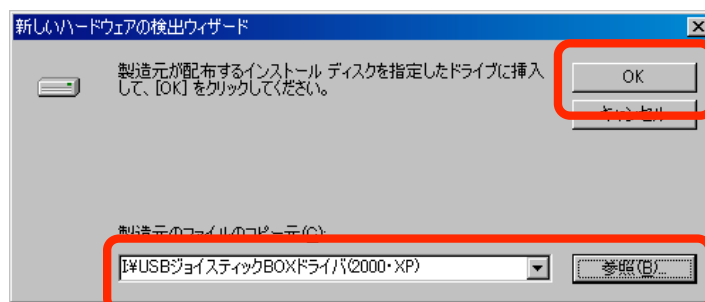 新しいハードウェアの検出ウィザード
製造元が配布するインストール ディスクを指定したドライブに挿入
して、[OK] をクリックしてください。
OK
キャンセル
製造元のファイルのコピー元(C):
I:¥USBジョイスティックBOXドライバ(2000・XP)
参照(B)...